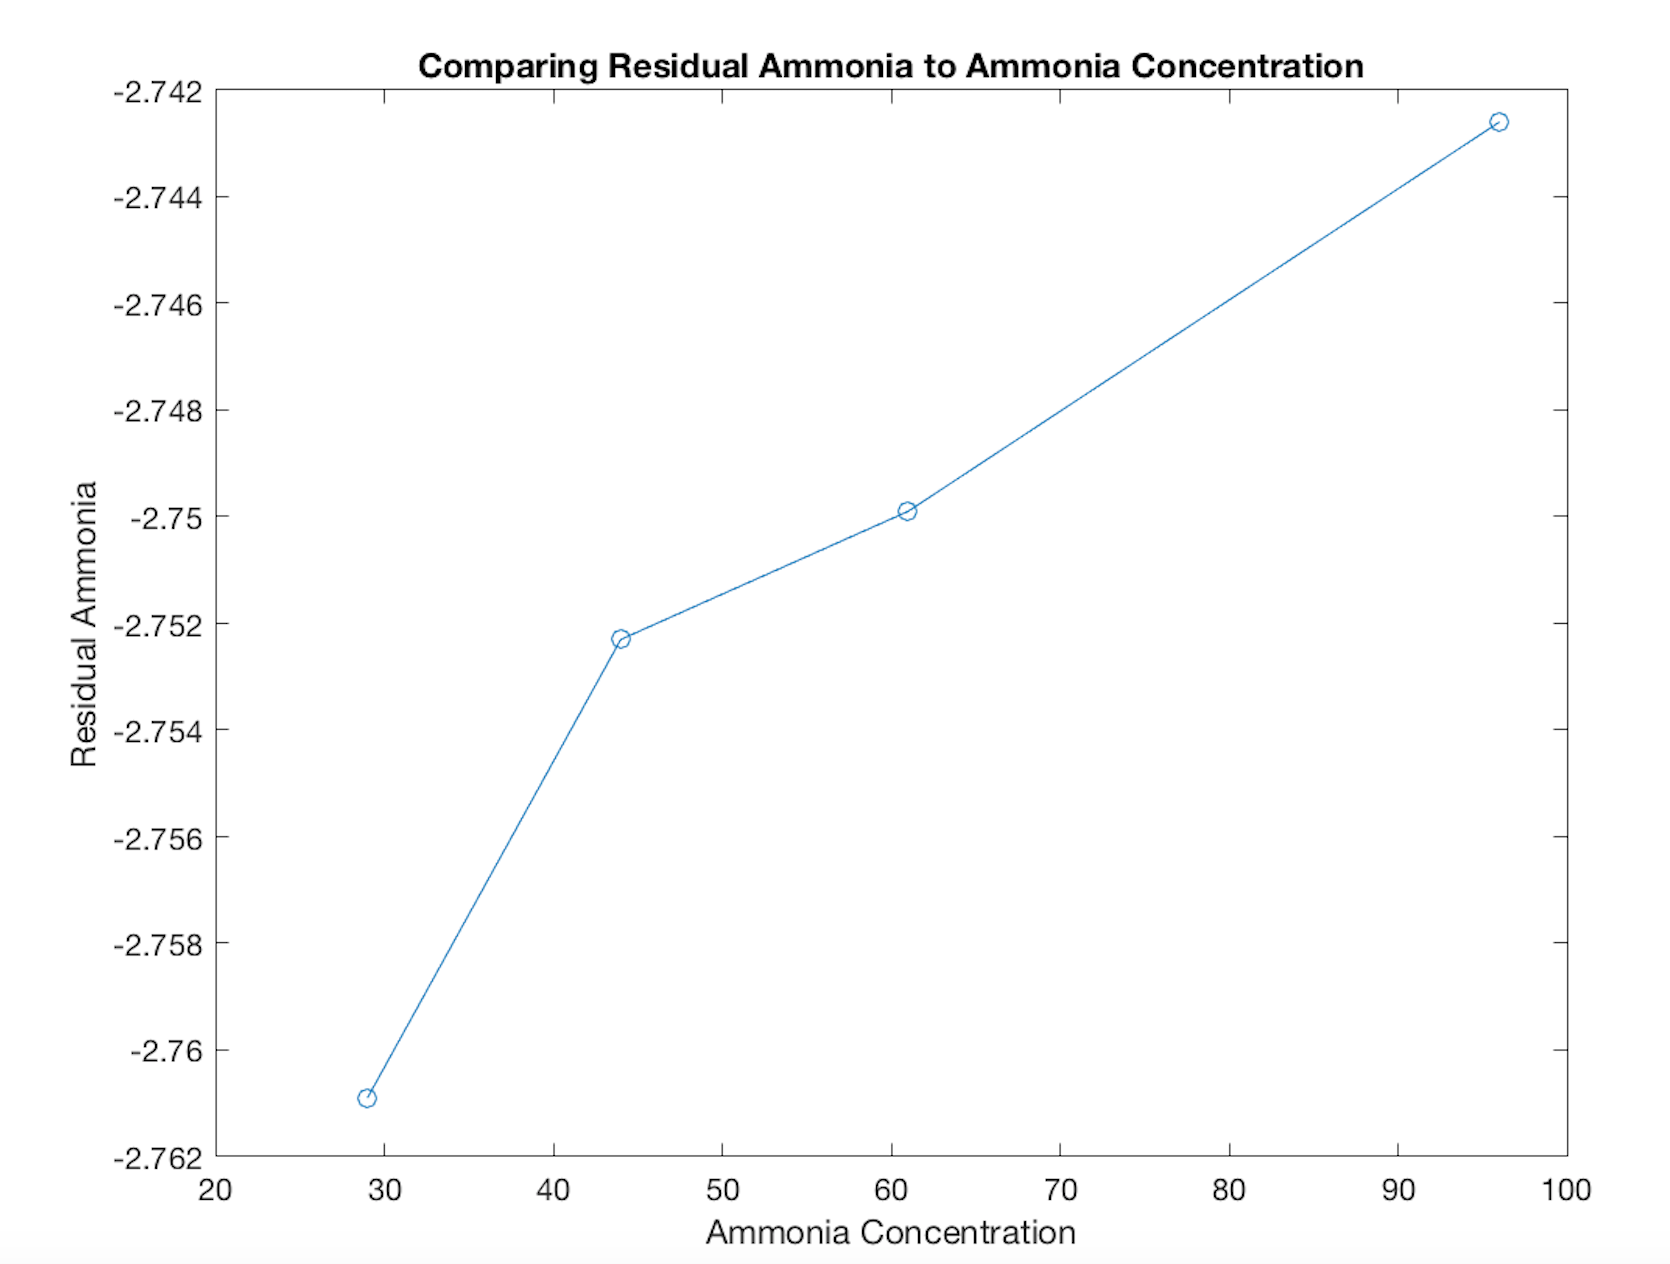 Comparing Residual Ammonia to Ammonia Concentration
-2.742
-2.744
-2.746
-2.748
-2.75
-2.752
-2.754
-2.756
-2.758
-2.76
-2.762
Residual Ammonia
20 30 40 50 60 70 80 90 100
Ammonia Concentration